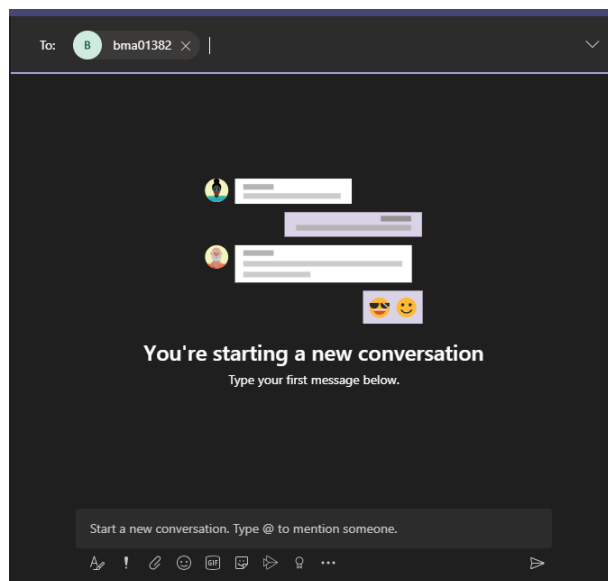 To: B bma01382
You're starting a new conversation
Type your first message below.
Start a new conversation. Type @ to mention someone.
GIF